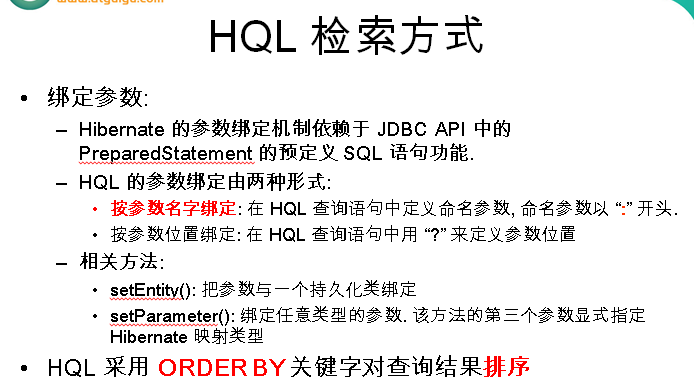 www.atguigu.com
HQL 检索方式
• 绑定参数:
– Hibernate 的参数绑定机制依赖于 JDBC API 中的
PreparedStatement 的预定义 SQL 语句功能.
– HQL 的参数绑定由两种形式:
• 按参数名字绑定: 在 HQL 查询语句中定义命名参数, 命名参数以 “:” 开头.
• 按参数位置绑定: 在 HQL 查询语句中用 “?” 来定义参数位置
– 相关方法:
• setEntity(): 把参数与一个持久化类绑定
• setParameter(): 绑定任意类型的参数. 该方法的第三个参数显式指定
Hibernate 映射类型
• HQL 采用 ORDER BY 关键字对查询结果排序